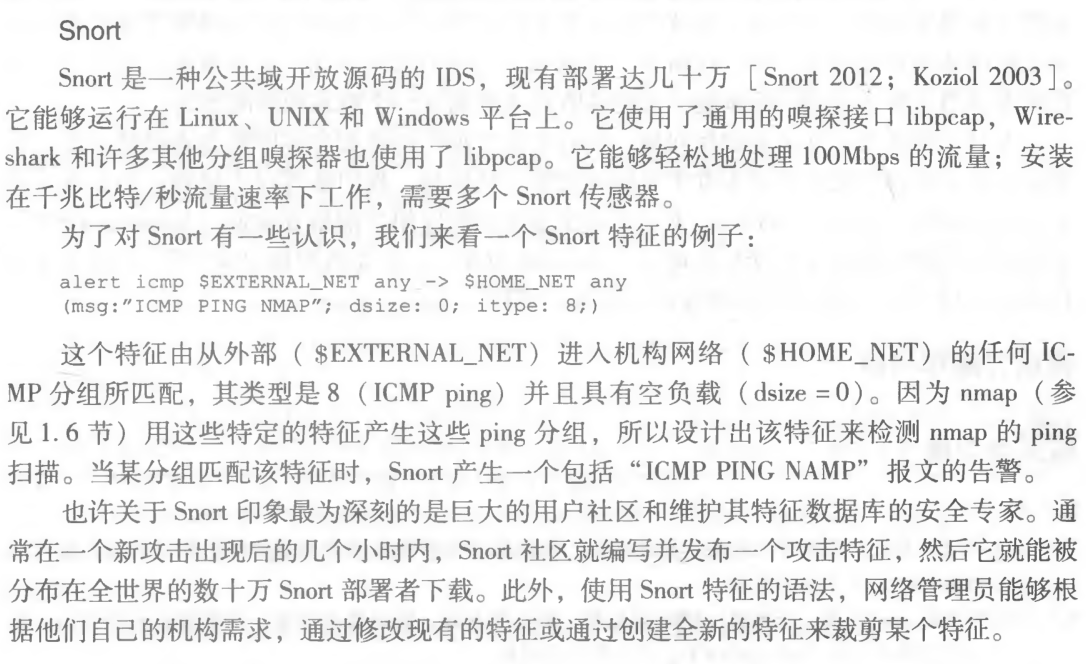 Snort
Snort 是一种公共域开放源码的 IDS，现有部署达几十万［Snort 2012；Koziol 2003］。
它能够运行在 Linux、UNIX 和 Windows 平台上。它使用了通用的嗅探接口 libpcap，Wire-
shark 和许多其他分组嗅探器也使用了 libpcap。它能够轻松地处理 100Mbps 的流量；安装
在千兆比特/秒流量速率下工作，需要多个 Snort 传感器。
为了对 Snort 有一些认识，我们来看一个 Snort 特征的例子：
alert icmp $EXTERNAL_NET any -> $HOME_NET any
(msg:"ICMP PING NMAP"; dsize: 0; itype: 8;)
这个特征由从外部（ $EXTERNAL_NET）进入机构网络（ $HOME_NET）的任何 IC-
MP 分组所匹配，其类型是 8（ICMP ping）并且具有空负载（dsize = 0）。因为 nmap（参
见 1.6 节）用这些特定的特征产生这些 ping 分组，所以设计出该特征来检测 nmap 的 ping
扫描。当某分组匹配该特征时，Snort 产生一个包括“ICMP PING NAMP”报文的告警。
也许关于 Snort 印象最为深刻的是巨大的用户社区和维护其特征数据库的安全专家。通
常在一个新攻击出现后的几个小时内，Snort 社区就编写并发布一个攻击特征，然后它就能被
分布在全世界的数十万 Snort 部署者下载。此外，使用 Snort 特征的语法，网络管理员能够根
据他们自己的机构需求，通过修改现有的特征或通过创建全新的特征来裁剪某个特征。